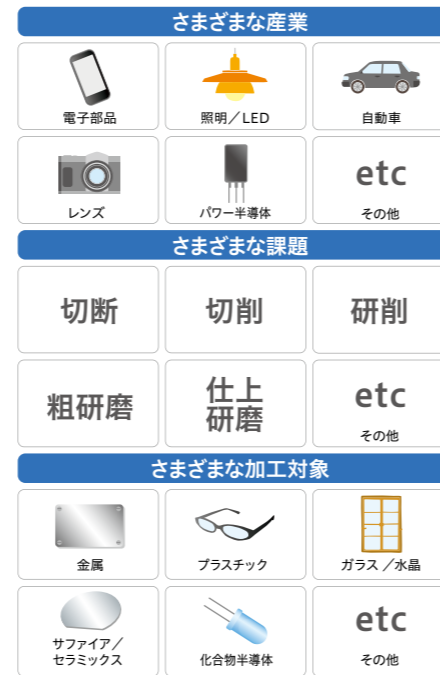 さまざまな産業
電子部品
照明／LED
自動車
レンズ
パワー半導体
etc
その他
さまざまな課題
切断
切削
研削
粗研磨
仕上
研磨
etc
その他
さまざまな加工対象
金属
プラスチック
ガラス ／水晶
サファイア／
セラミックス
化合物半導体
etc
その他